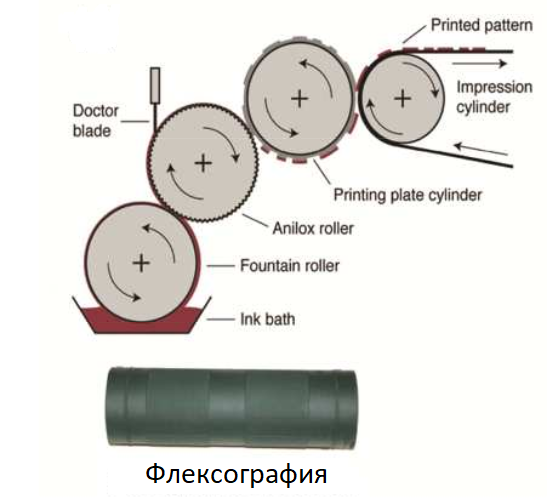 Printed pattern
Impression
cylinder
Doctor
blade
Printing plate cylinder
Anilox roller
Fountain roller
Ink bath
Флексография